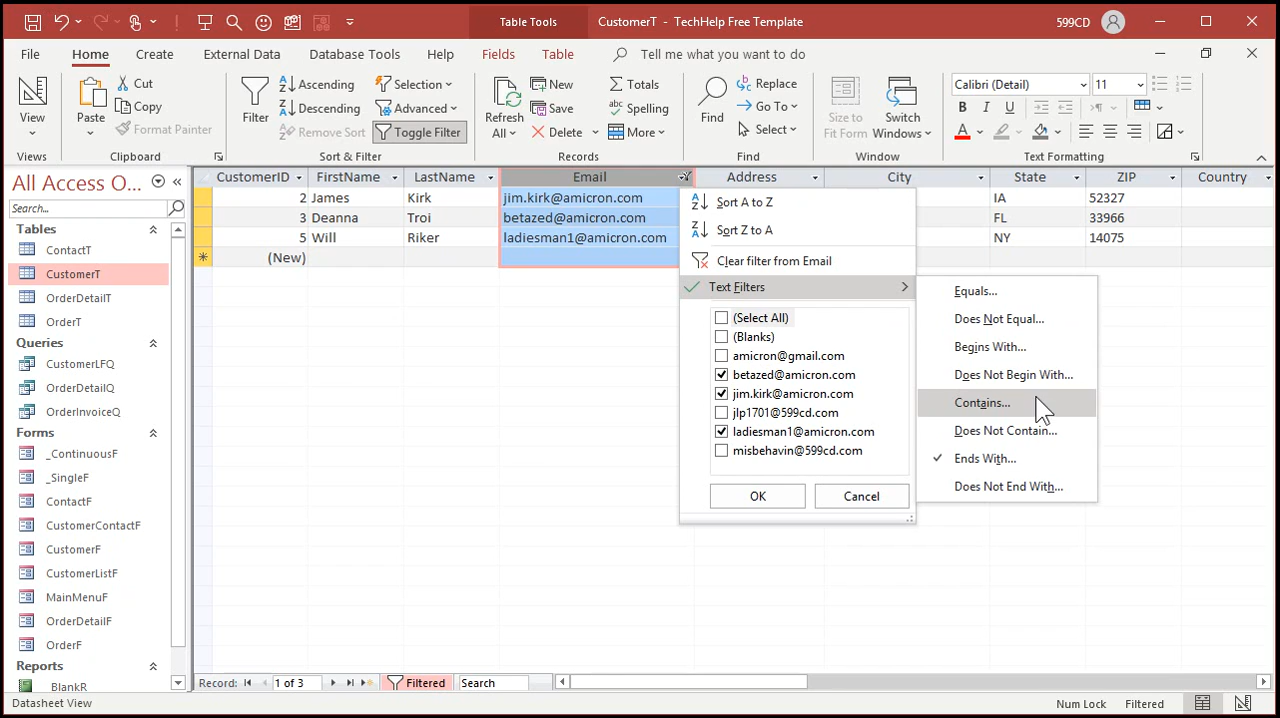 Table Tools
CustomerT - TechHelp Free Template
599CD
File
Home
Create
External Data
Database Tools
Help
Fields
Table
Tell me what you want to do
View
Views
Paste
Cut
Copy
Format Painter
Clipboard
Filter
Ascending
Descending
Remove Sort
Selection
Advanced
Toggle Filter
Sort & Filter
Refresh
All
New
Save
Delete
Totals
Spelling
More
Records
Find
Replace
Go To
Select
Find
Size to
Fit Form
Switch
Windows
Window
Calibri (Detail)
11
B I U
A
Text Formatting
All Access O...
Search...
Tables
ContactT
CustomerT
OrderDetailT
OrderT
Queries
CustomerLFQ
OrderDetailQ
OrderInvoiceQ
Forms
_ContinuousF
_SingleF
ContactF
CustomerContactF
CustomerF
CustomerListF
MainMenuF
OrderDetailF
OrderF
Reports
_BlankR
CustomerID FirstName LastName Email Address City State ZIP Country
2 James Kirk jim.kirk@amicron.com IA 52327
3 Deanna Troi betazed@amicron.com FL 33966
5 Will Riker ladiesman1@amicron.com NY 14075
(New)
Sort A to Z
Sort Z to A
Clear filter from Email
Text Filters
(Select All)
(Blanks)
amicron@gmail.com
betazed@amicron.com
jim.kirk@amicron.com
jlp1701@599cd.com
ladiesman1@amicron.com
misbehavin@599cd.com
OK
Cancel
Equals...
Does Not Equal...
Begins With...
Does Not Begin With...
Contains...
Does Not Contain...
Ends With...
Does Not End With...
Record:
1 of 3
Filtered
Search
Datasheet View
Num Lock
Filtered